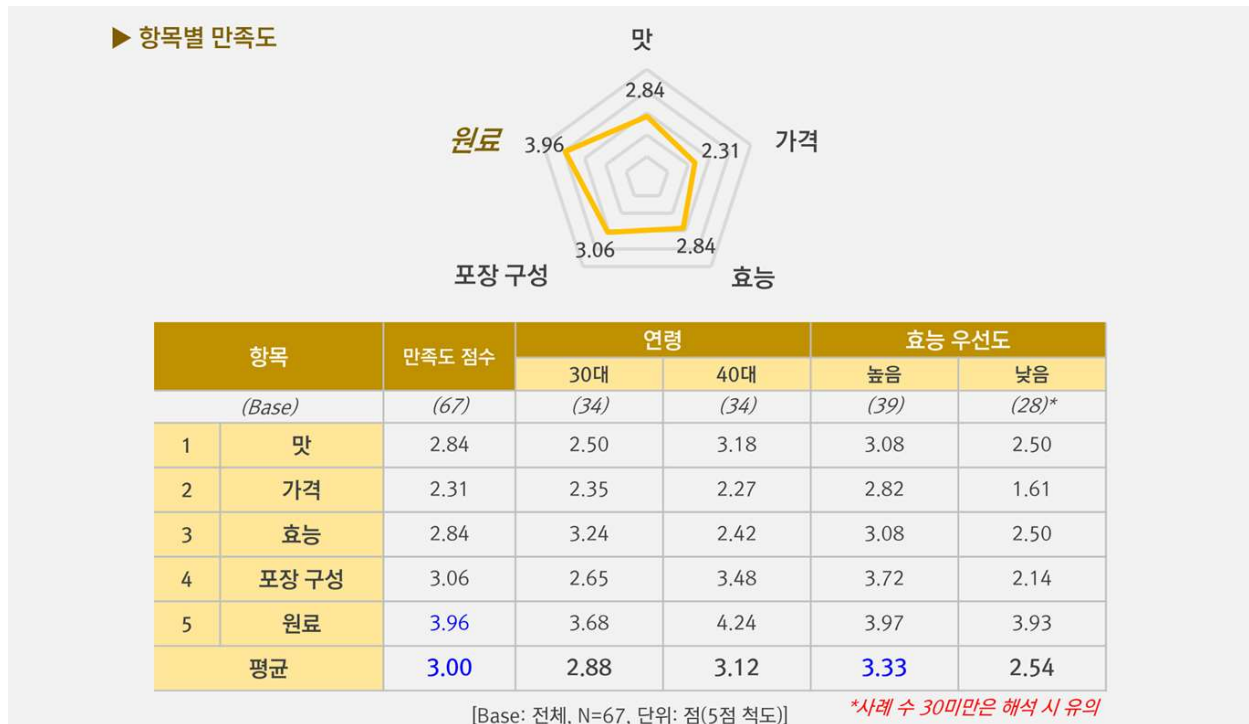 ▶ 항목별 만족도
맛
2.84
원료 3.96 2.31 가격
3.06 2.84
포장 구성 효능
항목 만족도 점수 연령 효능 우선도
30대 40대 높음 낮음
(Base) (67) (34) (34) (39) (28)*
1 맛 2.84 2.50 3.18 3.08 2.50
2 가격 2.31 2.35 2.27 2.82 1.61
3 효능 2.84 3.24 2.42 3.08 2.50
4 포장 구성 3.06 2.65 3.48 3.72 2.14
5 원료 3.96 3.68 4.24 3.97 3.93
평균 3.00 2.88 3.12 3.33 2.54
[Base: 전체, N=67, 단위: 점(5점 척도)] *사례 수 30미만은 해석 시 유의